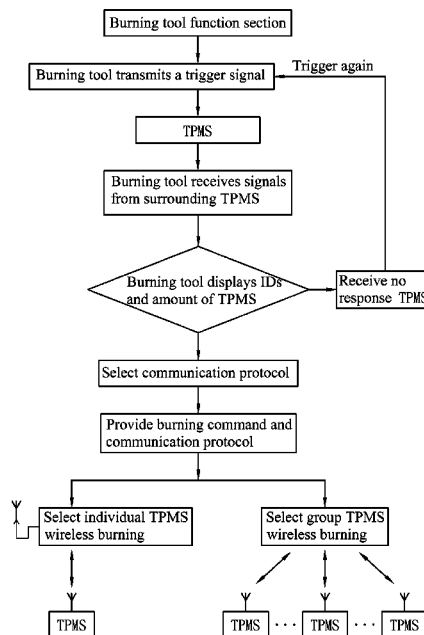 Burning tool function section
Burning tool transmits a trigger signal
Trigger again
TPMS
Burning tool receives signals
from surrounding TPMS
Burning tool displays IDs
and amount of TPMS
Receive no
response TPMS
Select communication protocol
Provide burning command and
communication protocol
Select individual TPMS
wireless burning
Select group TPMS
wireless burning
TPMS
TPMS ··· TPMS ··· TPMS